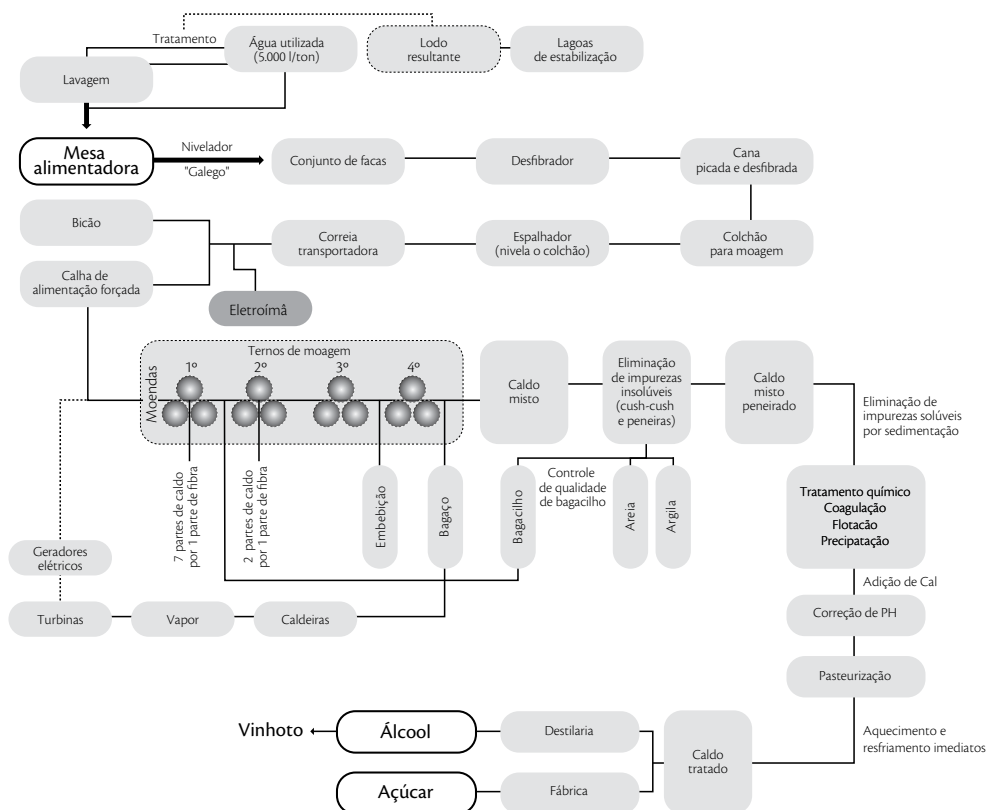 Tratamento
Água utilizada
(5.000 l/ton)
Lodo
resultante
Lagoas
de estabilização
Lavagem
Mesa
alimentadora
Nivelador
"Galego"
Conjunto de facas
Desfibrador
Cana
picada e desfibrada
Bicão
Correia
transportadora
Espalhador
(nivela o colchão)
Colchão
para moagem
Calha de
alimentação forçada
Eletroímâ
Ternos de moagem
Moendas
1º
2º
3º
4º
Caldo
misto
Eliminação
de impurezas
insolúveis
(cush-cush
e peneiras)
Caldo
misto peneirado
Eliminação de
impurezas solúveis
por sedimentação
7 partes de caldo
por 1 parte de fibra
2 partes de caldo
por 1 parte de fibra
Embebição
Bagaço
Bagacilho
Controle
de qualidade
de bagacilho
Areia
Argila
Tratamento químico
Coagulação
Flotacão
Precipatação
Geradores
elétricos
Adição de Cal
Turbinas
Vapor
Caldeiras
Correção de PH
Pasteurização
Vinhoto
Álcool
Destilaria
Caldo
tratado
Aquecimento e
resfriamento imediatos
Açúcar
Fábrica